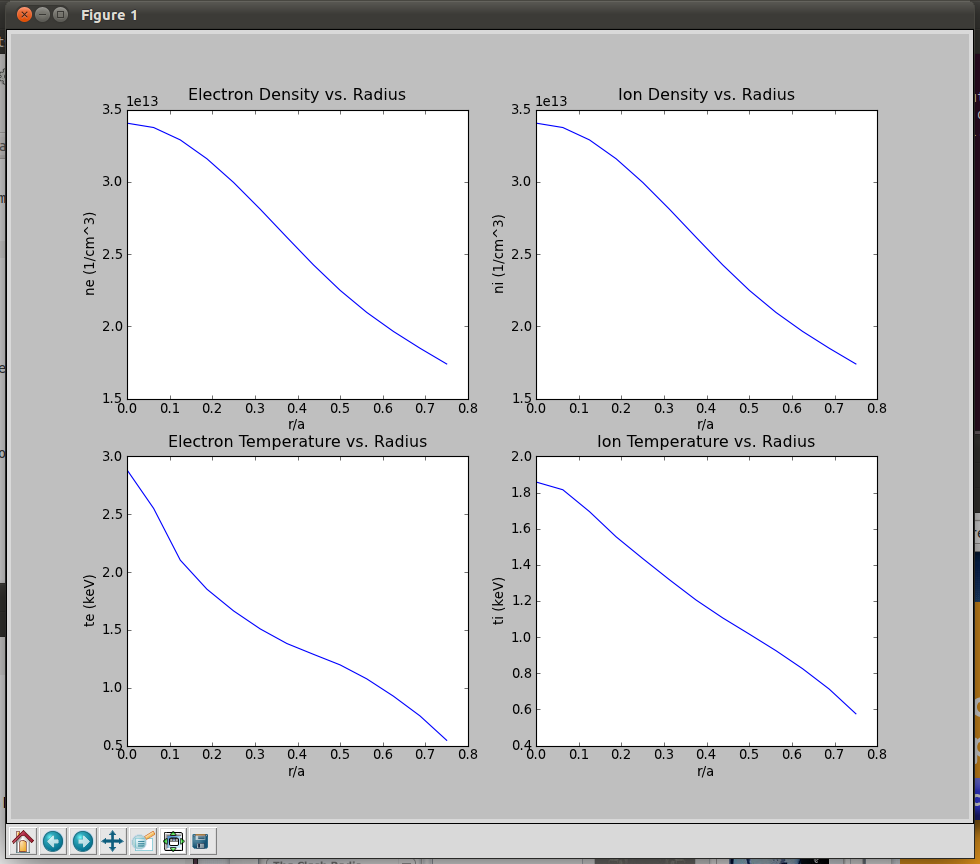 Figure 1
Electron Density vs. Radius
1e13
3.5
3.0
2.5
2.0
1.5
ne (1/cm^3)
0.0 0.1 0.2 0.3 0.4 0.5 0.6 0.7 0.8
r/a
Ion Density vs. Radius
1e13
3.5
3.0
2.5
2.0
1.5
ni (1/cm^3)
0.0 0.1 0.2 0.3 0.4 0.5 0.6 0.7 0.8
r/a
Electron Temperature vs. Radius
3.0
2.5
2.0
1.5
1.0
0.5
te (keV)
0.0 0.1 0.2 0.3 0.4 0.5 0.6 0.7 0.8
r/a
Ion Temperature vs. Radius
2.0
1.8
1.6
1.4
1.2
1.0
0.8
0.6
0.4
ti (keV)
0.0 0.1 0.2 0.3 0.4 0.5 0.6 0.7 0.8
r/a